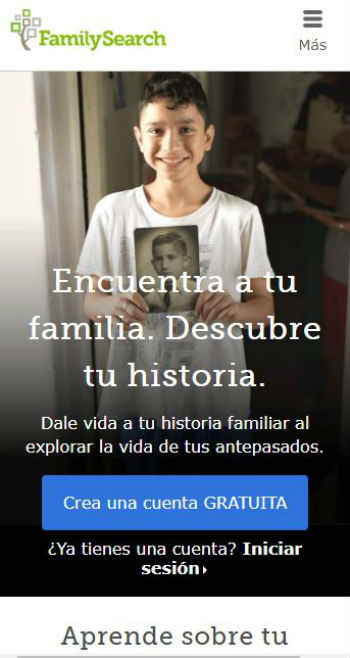 FamilySearch
Más
Encuentra a tu
familia. Descubre
tu historia.
Dale vida a tu historia familiar al
explorar la vida de tus antepasados.
Crea una cuenta GRATUITA
¿Ya tienes una cuenta? Iniciar
sesión ›
Aprende sobre tu